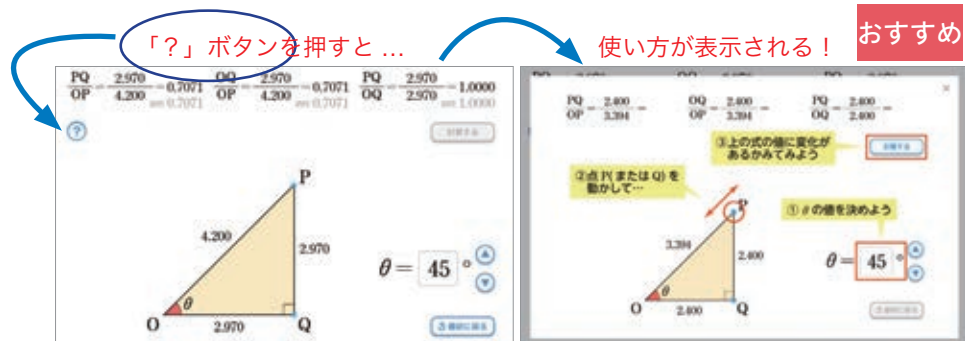 「？」ボタンを押すと …
使い方が表示される！
おすすめ
PQ/OP = 2.970/4.200 = 0.7071 OQ/OP = 2.970/4.200 = 0.7071 PQ/OQ = 2.970/2.970 = 1.0000
?
P
4.200
2.970
θ = 45 °
θ
O
2.970
Q
PQ/OP = 2.400/3.394 = OQ/OP = 2.400/3.394 = PQ/OQ = 2.400/2.400 =
③上の式の値に変化が
あるかみてみよう
計算する
②点 P( または Q) を
動かして…
P
①θの値を決めよう
3.394
2.400
θ = 45 °
θ
O
2.400
Q